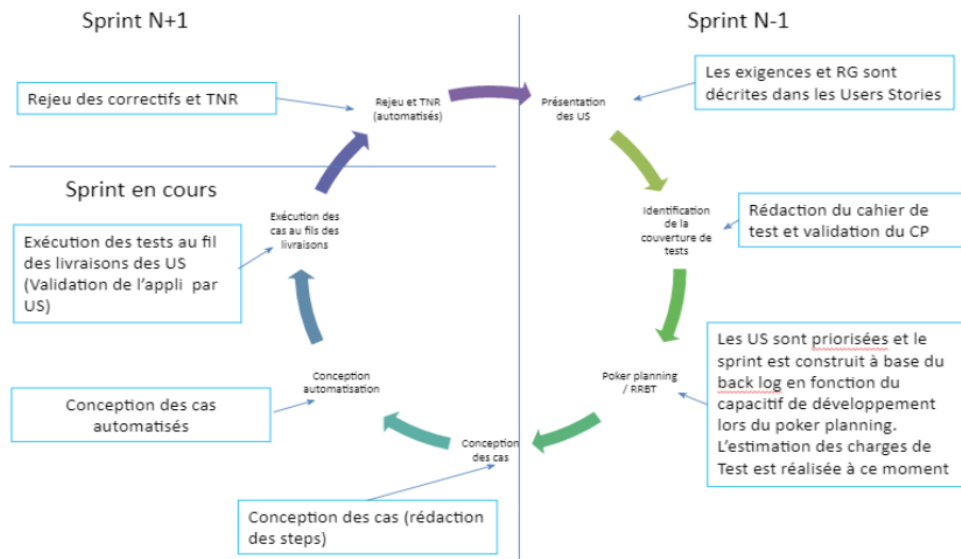 Sprint N+1
Sprint N-1
Rejeu des correctifs et TNR
Rejeu et TNR
(automatisés)
Présentation
des US
Les exigences et RG sont
décrites dans les Users Stories
Sprint en cours
Exécution des
cas au fils des
livraisons
Exécution des tests au fil
des livraisons des US
(Validation de l'appli par
US)
Identification
de la
couverture de
tests
Rédaction du cahier de
test et validation du CP
Poker planning
/ RRBT
Les US sont priorisées et le
sprint est construit à base du
back log en fonction du
capacitif de développement
lors du poker planning.
L'estimation des charges de
Test est réalisée à ce moment
Conception
automatisation
Conception des cas
automatisés
Conception
des cas
Conception des cas (rédaction
des steps)